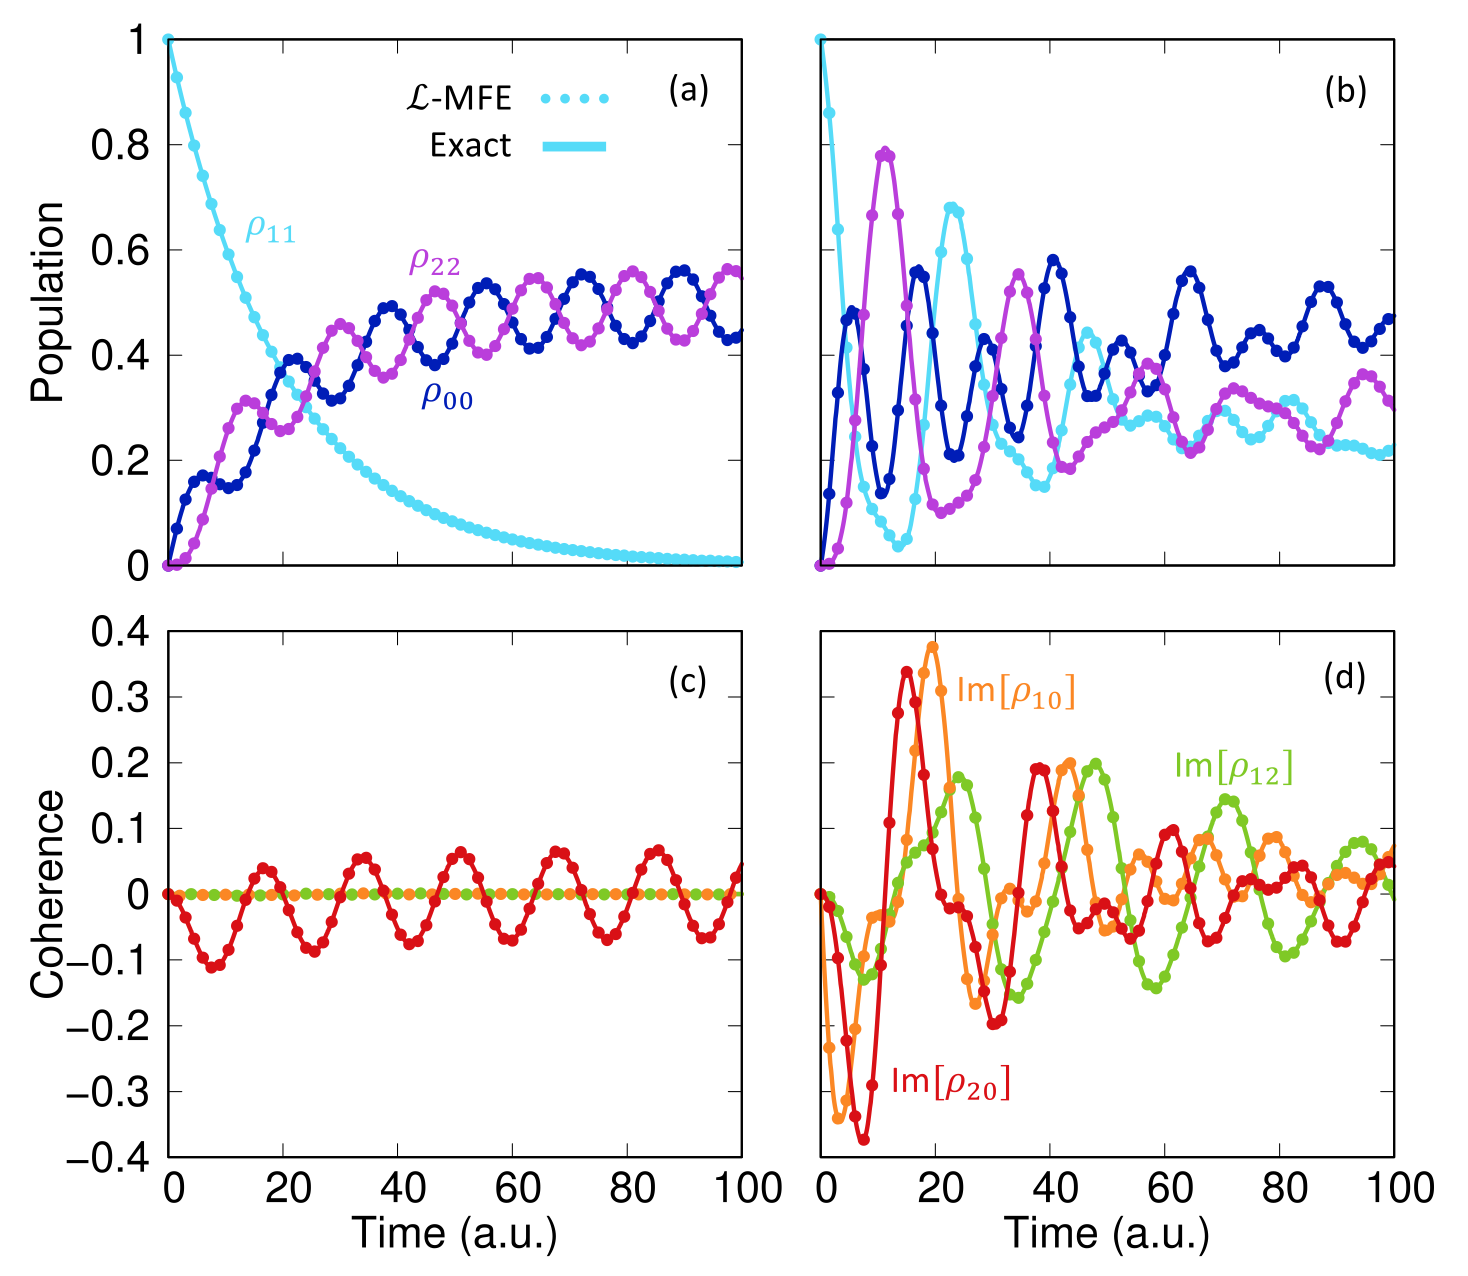 1
0.8
0.6
0.4
0.2
0
Population
ℒ-MFE
Exact
(a)
ρ₁₁
ρ₂₂
ρ₀₀
(b)
0.4
0.3
0.2
0.1
0
−0.1
−0.2
−0.3
−0.4
Coherence
(c)
0 20 40 60 80 100
Time (a.u.)
(d)
Im[ρ₁₀]
Im[ρ₁₂]
Im[ρ₂₀]
0 20 40 60 80 100
Time (a.u.)